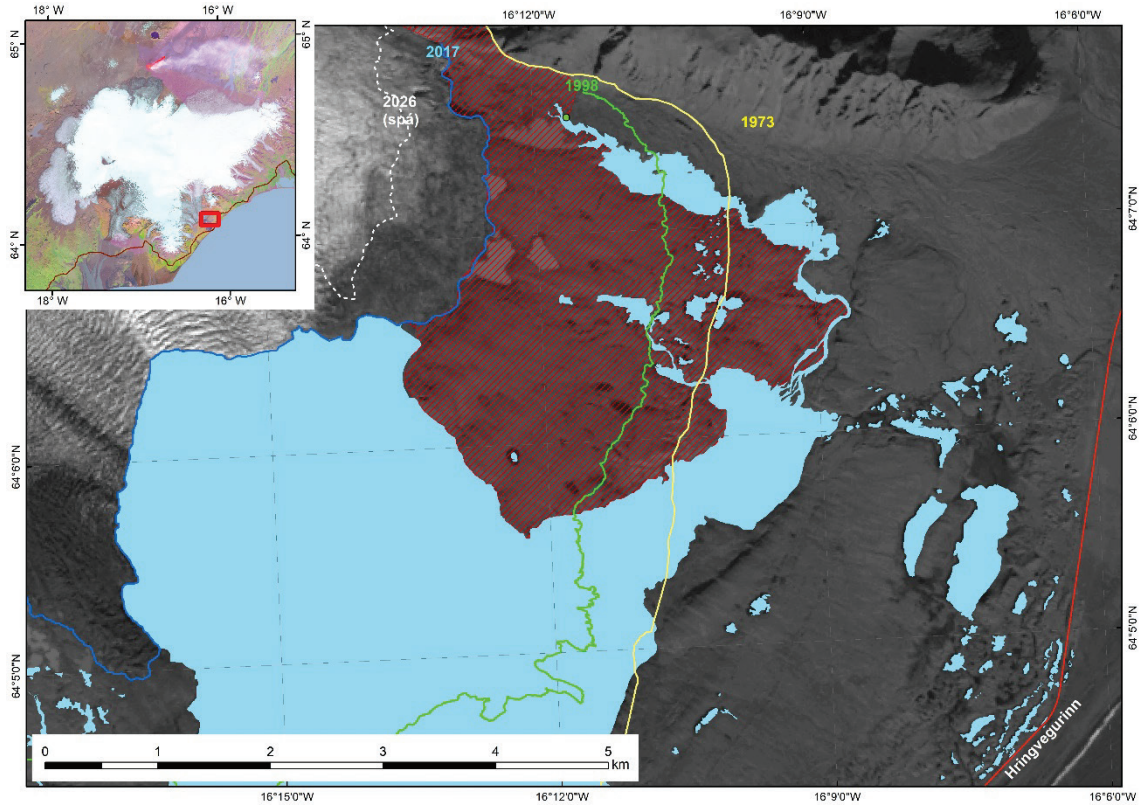 18° W
16° W
65° N
65° N
64° N
64° N
18° W
16° W
16°12'0"W
16°9'0"W
16°6'0"W
2017
1998
2026
(spá)
1973
64°7'0"N
64°6'0"N
64°6'0"N
64°5'0"N
64°5'0"N
Hringvegurinn
0
1
2
3
4
5
km
16°15'0"W
16°12'0"W
16°9'0"W
16°6'0"W